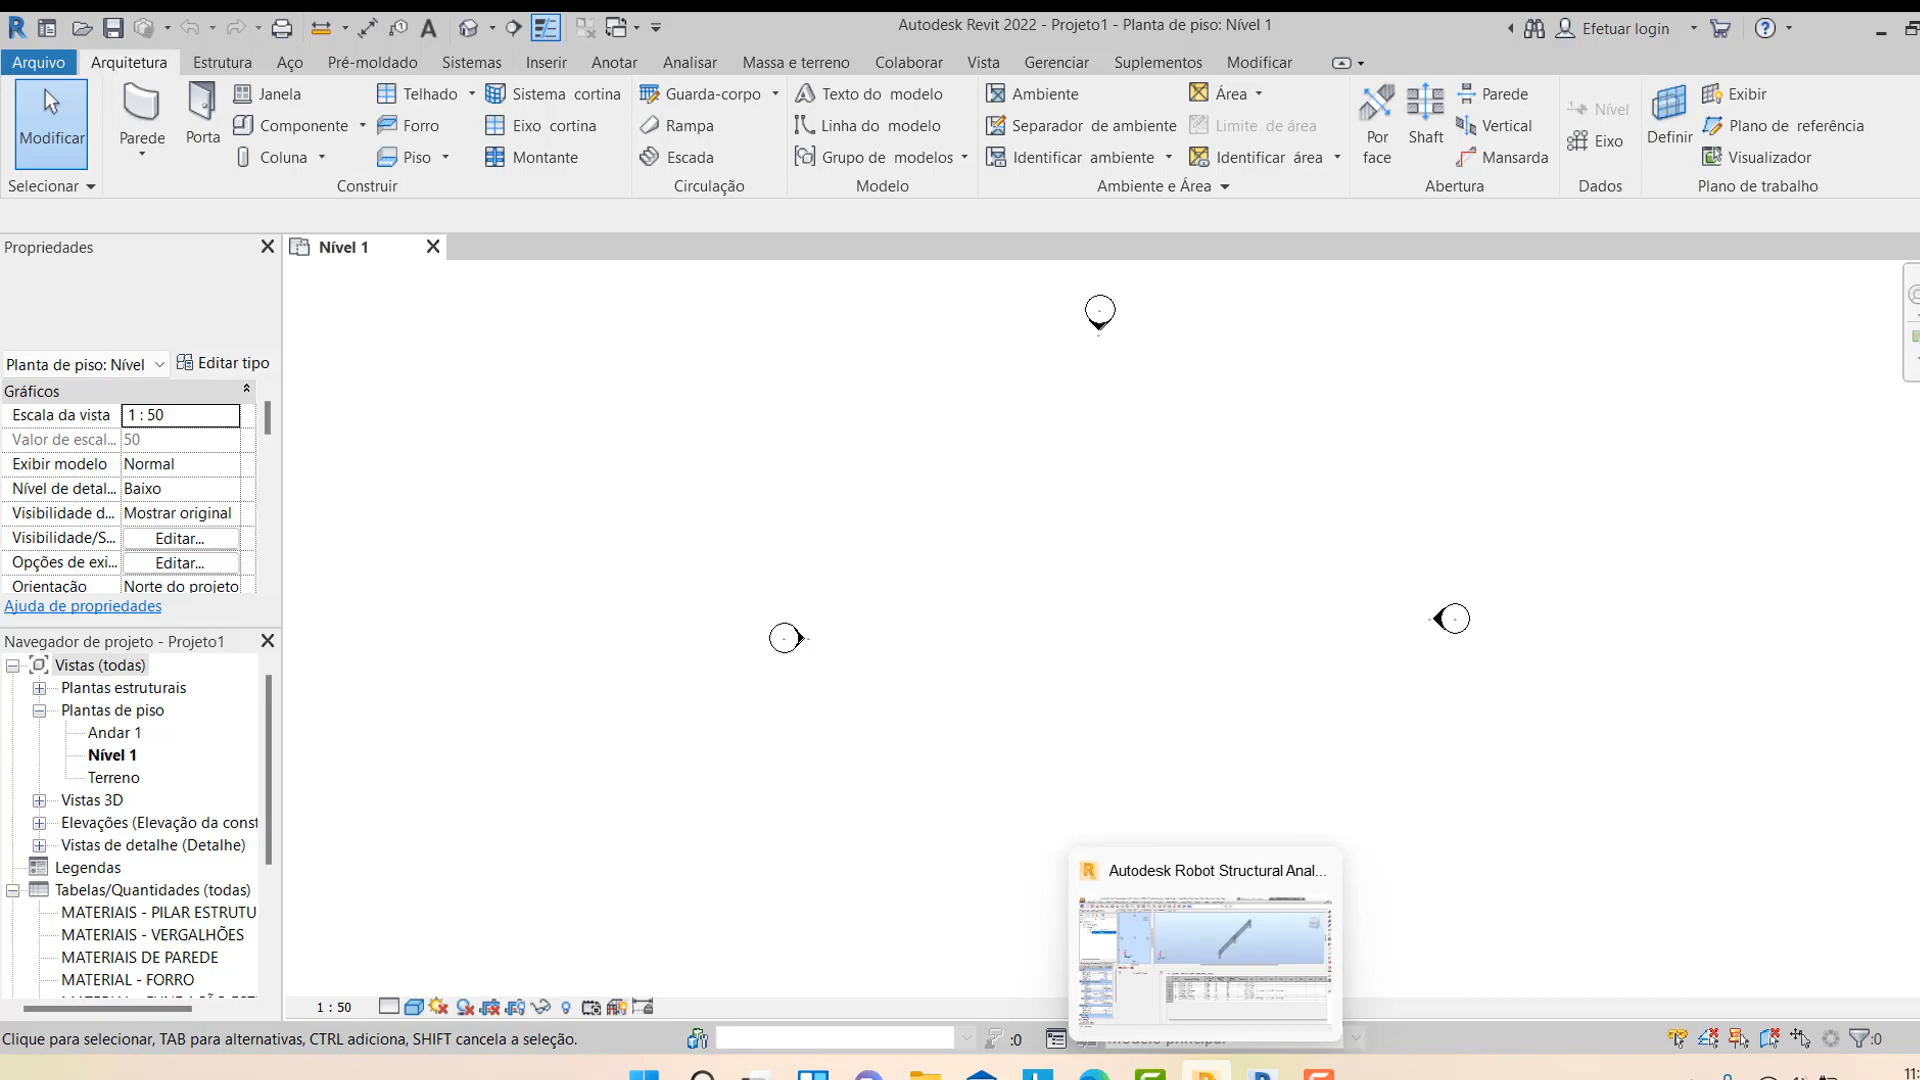 Autodesk Revit 2022 - Projeto1 - Planta de piso: Nível 1
Efetuar login
Arquivo Arquitetura Estrutura Aço Pré-moldado Sistemas Inserir Anotar Analisar Massa e terreno Colaborar Vista Gerenciar Suplementos Modificar
Janela Telhado Sistema cortina Guarda-corpo Texto do modelo Ambiente Área Parede Exibir
Componente Forro Eixo cortina Rampa Linha do modelo Separador de ambiente Limite de área Vertical Nível Plano de referência
Modificar Parede Porta Por face Shaft Eixo Definir
Coluna Piso Montante Escada Grupo de modelos Identificar ambiente Identificar área Mansarda Visualizador
Selecionar Construir Circulação Modelo Ambiente e Área Abertura Dados Plano de trabalho
Propriedades
Nível 1
Planta de piso: Nível Editar tipo
Gráficos
Escala da vista 1 : 50
Valor de escal... 50
Exibir modelo Normal
Nível de detal... Baixo
Visibilidade d... Mostrar original
Visibilidade/S... Editar...
Opções de exi... Editar...
Orientação Norte do projeto
Ajuda de propriedades
Navegador de projeto - Projeto1
Vistas (todas)
Plantas estruturais
Plantas de piso
Andar 1
Nível 1
Terreno
Vistas 3D
Elevações (Elevação da const
Vistas de detalhe (Detalhe)
Legendas
Tabelas/Quantidades (todas)
MATERIAIS - PILAR ESTRUTU
MATERIAIS - VERGALHÕES
MATERIAIS DE PAREDE
MATERIAL - FORRO
Autodesk Robot Structural Anal...
1 : 50
Clique para selecionar, TAB para alternativas, CTRL adiciona, SHIFT cancela a seleção.
:0
Modelo principal
:0
11: